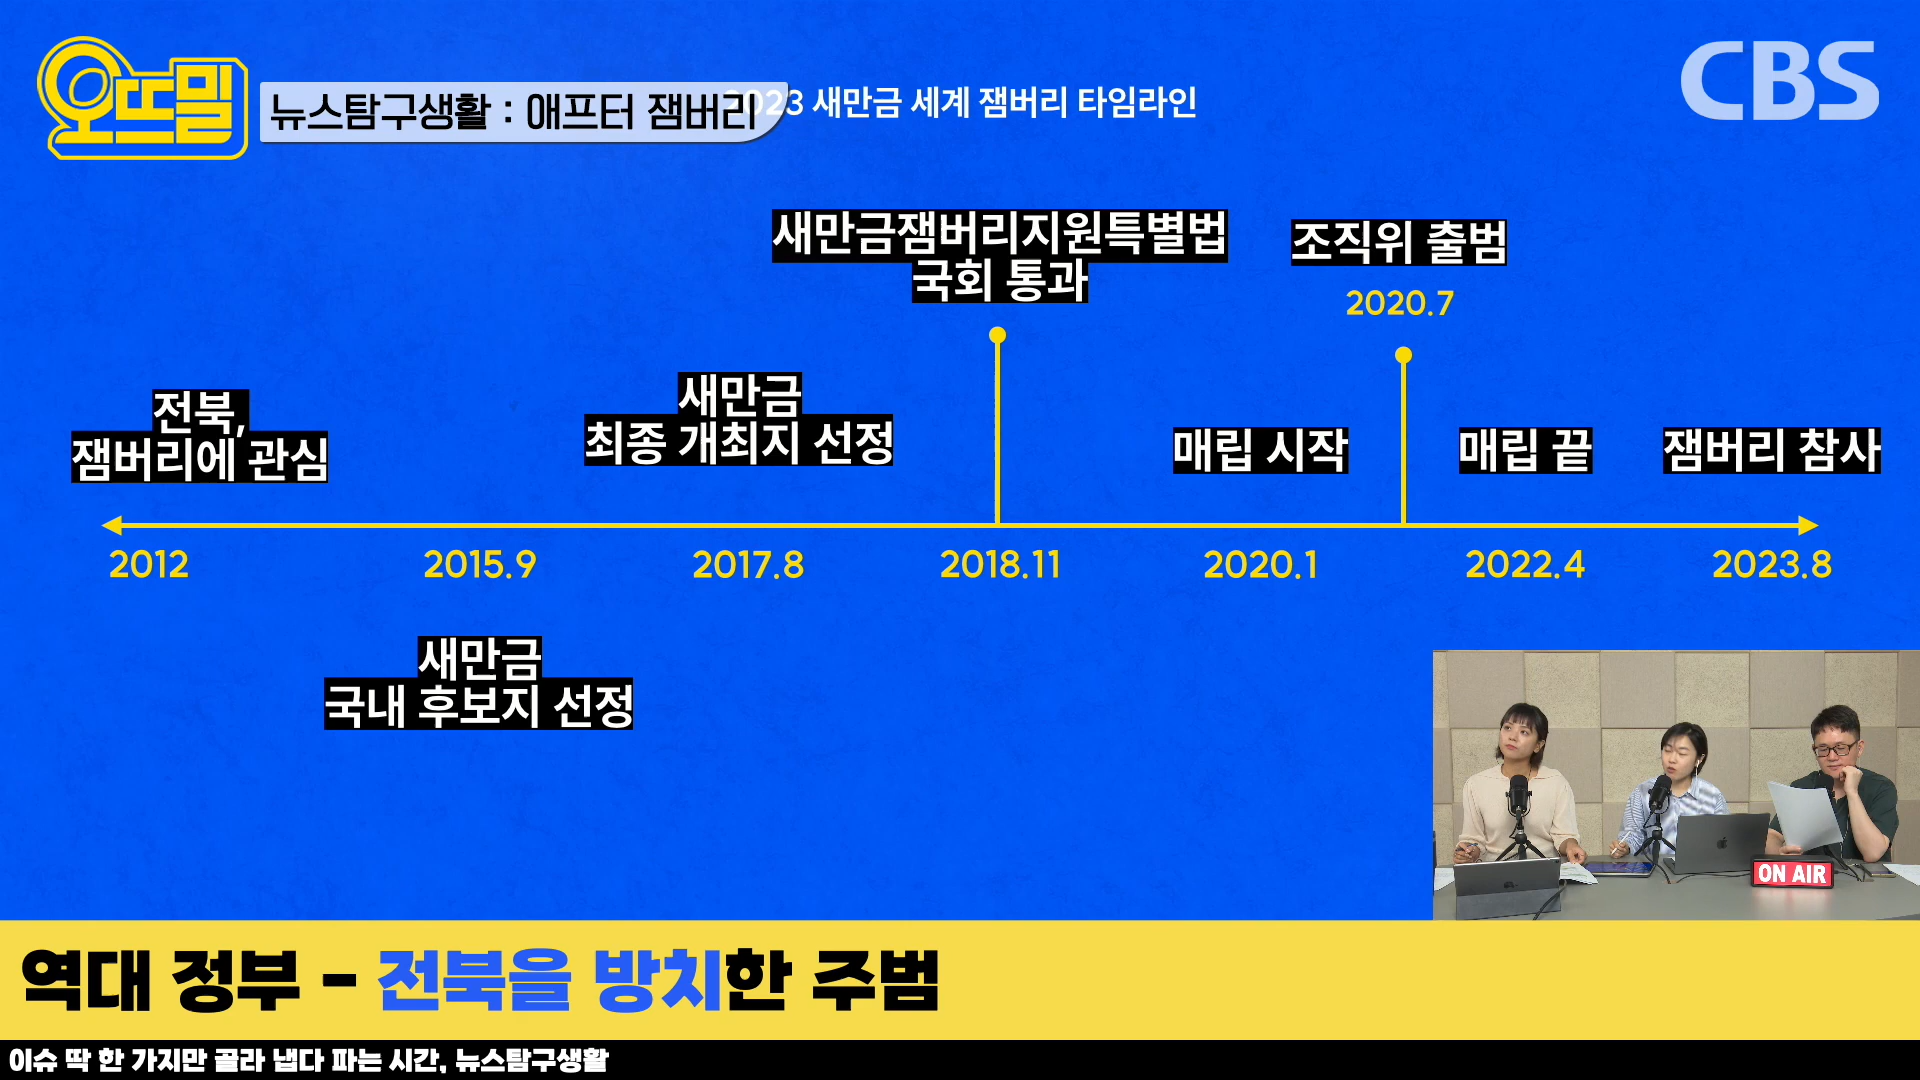 오뜨밀
뉴스탐구생활 : 애프터 잼버리
2023 새만금 세계 잼버리 타임라인
CBS
새만금잼버리지원특별법
국회 통과
조직위 출범
2020.7
전북,
잼버리에 관심
새만금
최종 개최지 선정
매립 시작
매립 끝
잼버리 참사
2012
2015.9
2017.8
2018.11
2020.1
2022.4
2023.8
새만금
국내 후보지 선정
ON AIR
역대 정부 - 전북을 방치한 주범
이슈 딱 한 가지만 골라 냅다 파는 시간, 뉴스탐구생활